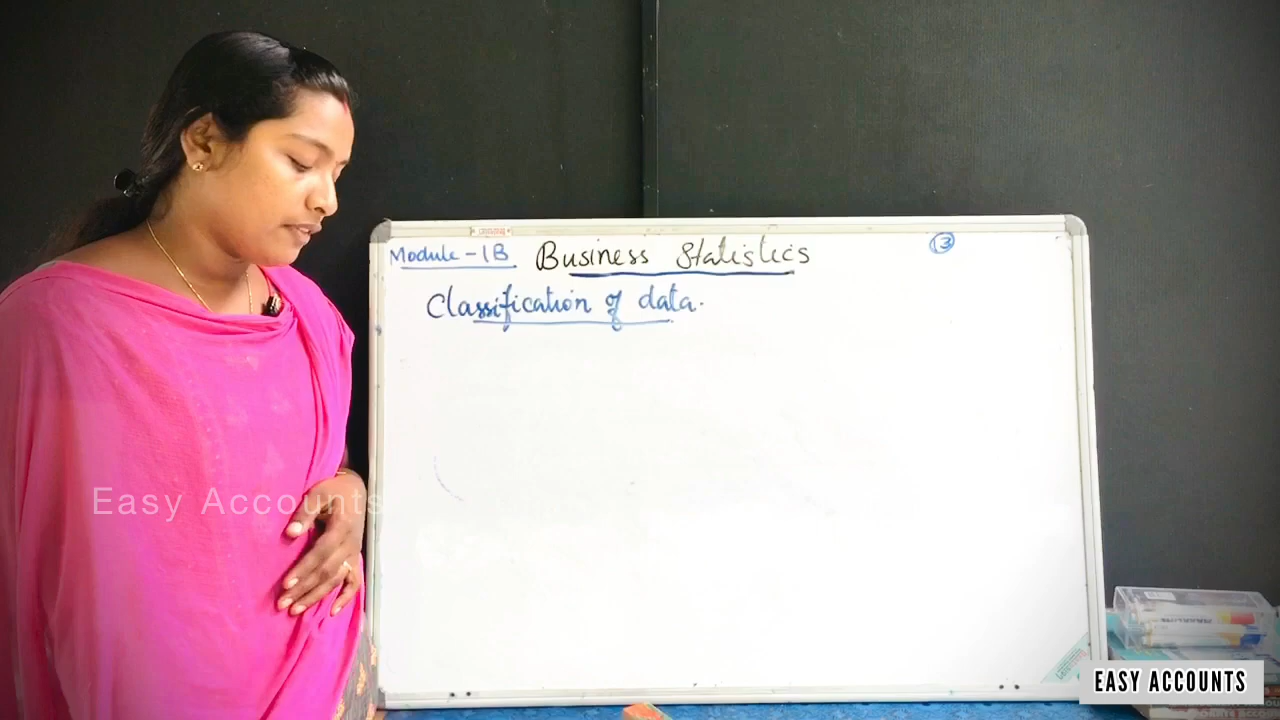 Module - 1B Business Statistics ③
Classification of data.
Easy Accounts
EASY ACCOUNTS